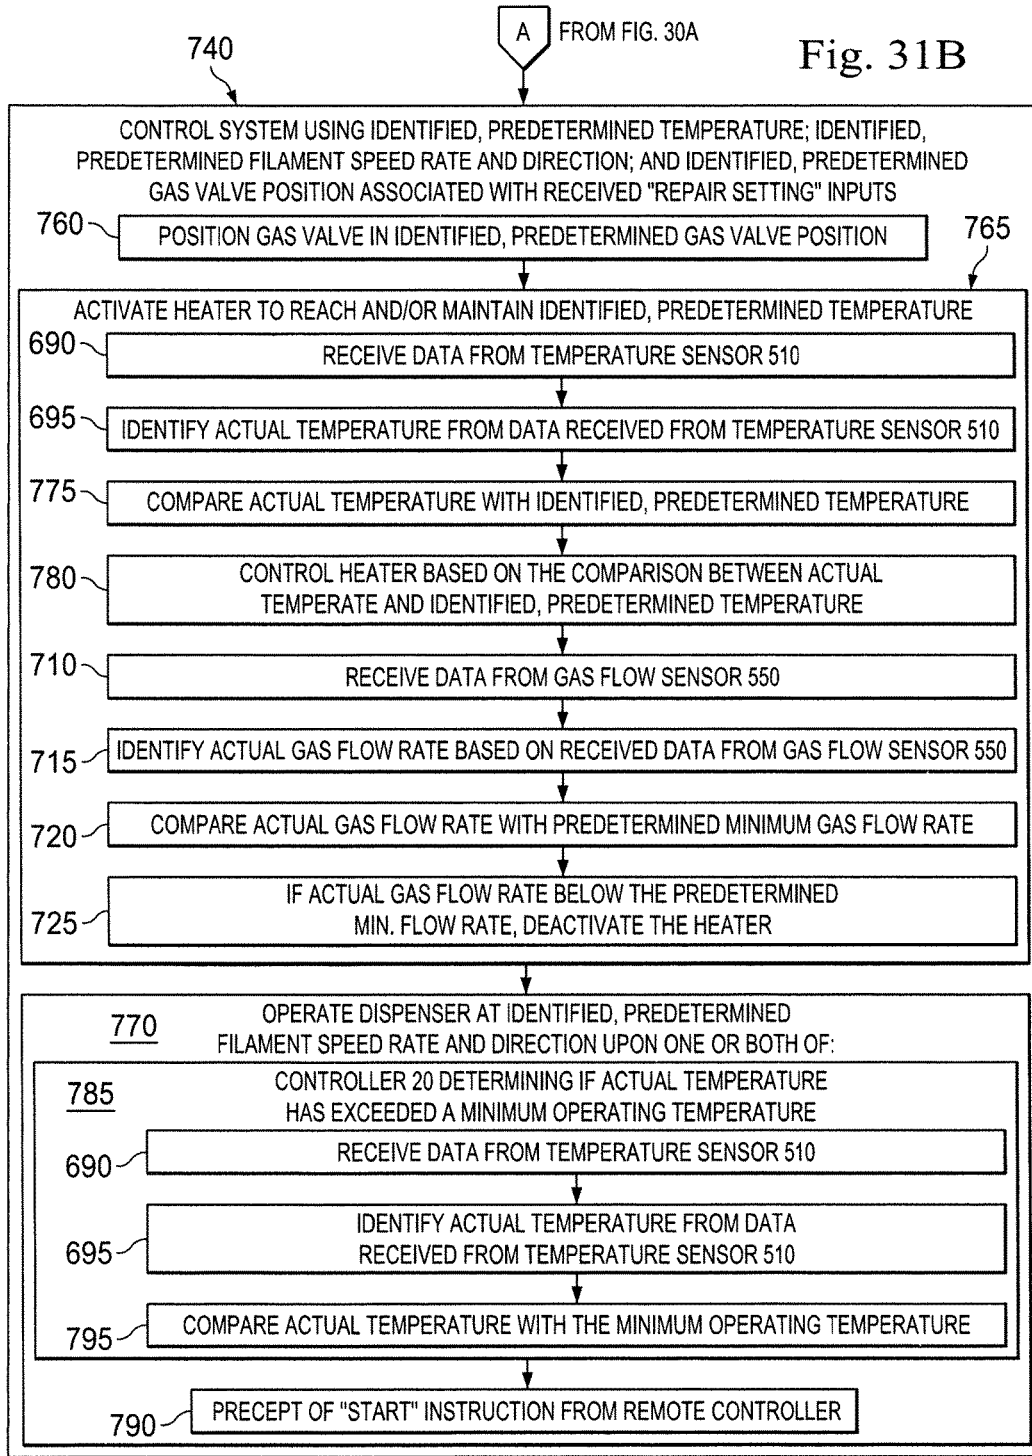 A FROM FIG. 30A
Fig. 31B
740
CONTROL SYSTEM USING IDENTIFIED, PREDETERMINED TEMPERATURE; IDENTIFIED,
PREDETERMINED FILAMENT SPEED RATE AND DIRECTION; AND IDENTIFIED, PREDETERMINED
GAS VALVE POSITION ASSOCIATED WITH RECEIVED "REPAIR SETTING" INPUTS
760
POSITION GAS VALVE IN IDENTIFIED, PREDETERMINED GAS VALVE POSITION
765
ACTIVATE HEATER TO REACH AND/OR MAINTAIN IDENTIFIED, PREDETERMINED TEMPERATURE
690
RECEIVE DATA FROM TEMPERATURE SENSOR 510
695
IDENTIFY ACTUAL TEMPERATURE FROM DATA RECEIVED FROM TEMPERATURE SENSOR 510
775
COMPARE ACTUAL TEMPERATURE WITH IDENTIFIED, PREDETERMINED TEMPERATURE
780
CONTROL HEATER BASED ON THE COMPARISON BETWEEN ACTUAL
TEMPERATE AND IDENTIFIED, PREDETERMINED TEMPERATURE
710
RECEIVE DATA FROM GAS FLOW SENSOR 550
715
IDENTIFY ACTUAL GAS FLOW RATE BASED ON RECEIVED DATA FROM GAS FLOW SENSOR 550
720
COMPARE ACTUAL GAS FLOW RATE WITH PREDETERMINED MINIMUM GAS FLOW RATE
725
IF ACTUAL GAS FLOW RATE BELOW THE PREDETERMINED
MIN. FLOW RATE, DEACTIVATE THE HEATER
770
OPERATE DISPENSER AT IDENTIFIED, PREDETERMINED
FILAMENT SPEED RATE AND DIRECTION UPON ONE OR BOTH OF:
785
CONTROLLER 20 DETERMINING IF ACTUAL TEMPERATURE
HAS EXCEEDED A MINIMUM OPERATING TEMPERATURE
690
RECEIVE DATA FROM TEMPERATURE SENSOR 510
695
IDENTIFY ACTUAL TEMPERATURE FROM DATA
RECEIVED FROM TEMPERATURE SENSOR 510
795
COMPARE ACTUAL TEMPERATURE WITH THE MINIMUM OPERATING TEMPERATURE
790
PRECEPT OF "START" INSTRUCTION FROM REMOTE CONTROLLER